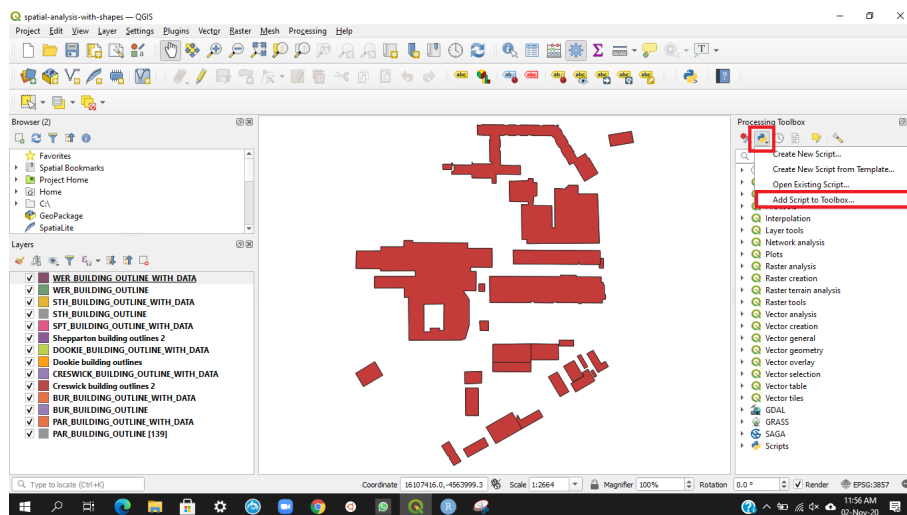 spatial-analysis-with-shapes — QGIS
Project Edit View Layer Settings Plugins Vector Raster Mesh Processing Help
Browser (2)
Favorites
Spatial Bookmarks
Project Home
Home
C:\
GeoPackage
SpatiaLite
Layers
WER_BUILDING_OUTLINE_WITH_DATA
WER_BUILDING_OUTLINE
STH_BUILDING_OUTLINE_WITH_DATA
STH_BUILDING_OUTLINE
SPT_BUILDING_OUTLINE_WITH_DATA
Shepparton building outlines 2
DOOKIE_BUILDING_OUTLINE_WITH_DATA
Dookie building outlines
CRESWICK_BUILDING_OUTLINE_WITH_DATA
Creswick building outlines 2
BUR_BUILDING_OUTLINE_WITH_DATA
BUR_BUILDING_OUTLINE
PAR_BUILDING_OUTLINE_WITH_DATA
PAR_BUILDING_OUTLINE [139]
Processing Toolbox
Create New Script...
Create New Script from Template...
Open Existing Script...
Add Script to Toolbox...
Interpolation
Layer tools
Network analysis
Plots
Raster analysis
Raster creation
Raster terrain analysis
Raster tools
Vector analysis
Vector creation
Vector general
Vector geometry
Vector overlay
Vector selection
Vector table
Vector tiles
GDAL
GRASS
SAGA
Scripts
Type to locate (Ctrl+K) Coordinate 16107416.0,-4563999.3 Scale 1:2664 Magnifier 100% Rotation 0.0 ° Render EPSG:3857
11:56 AM
02-Nov-20